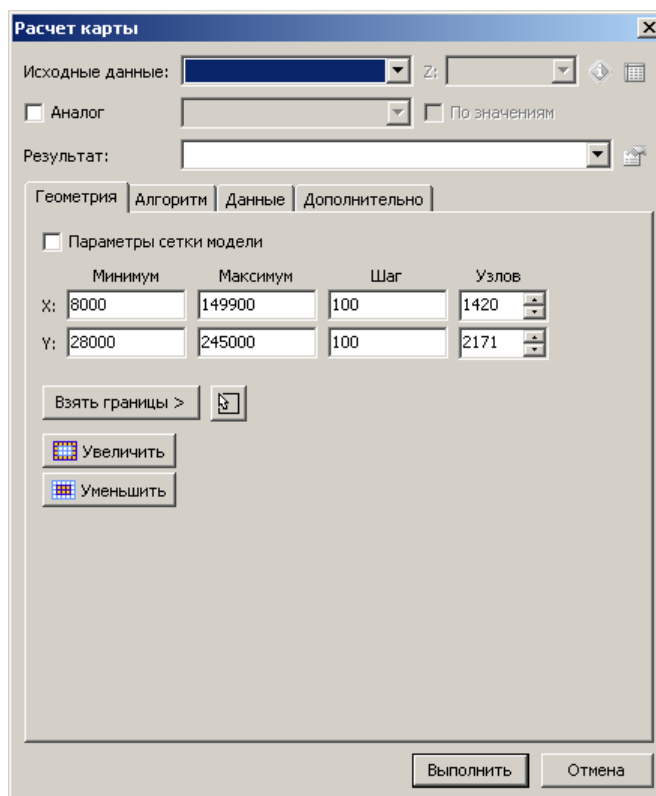 Расчет карты
Исходные данные: Z:
Аналог По значениям
Результат:
Геометрия Алгоритм Данные Дополнительно
Параметры сетки модели
Минимум Максимум Шаг Узлов
X: 8000 149900 100 1420
Y: 28000 245000 100 2171
Взять границы >
Увеличить
Уменьшить
Выполнить Отмена